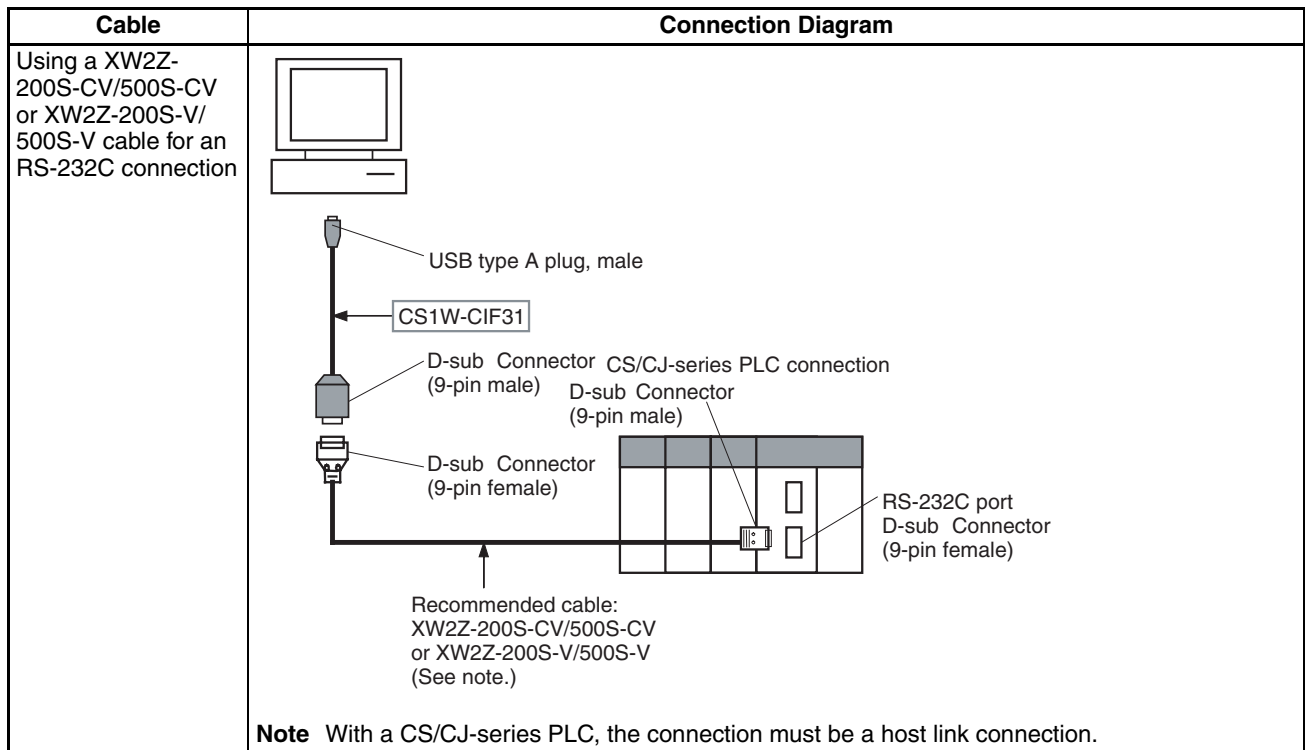 Cable
Connection Diagram
Using a XW2Z-
200S-CV/500S-CV
or XW2Z-200S-V/
500S-V cable for an
RS-232C connection
USB type A plug, male
CS1W-CIF31
D-sub Connector
(9-pin male)
CS/CJ-series PLC connection
D-sub Connector
(9-pin male)
D-sub Connector
(9-pin female)
RS-232C port
D-sub Connector
(9-pin female)
Recommended cable:
XW2Z-200S-CV/500S-CV
or XW2Z-200S-V/500S-V
(See note.)
Note With a CS/CJ-series PLC, the connection must be a host link connection.